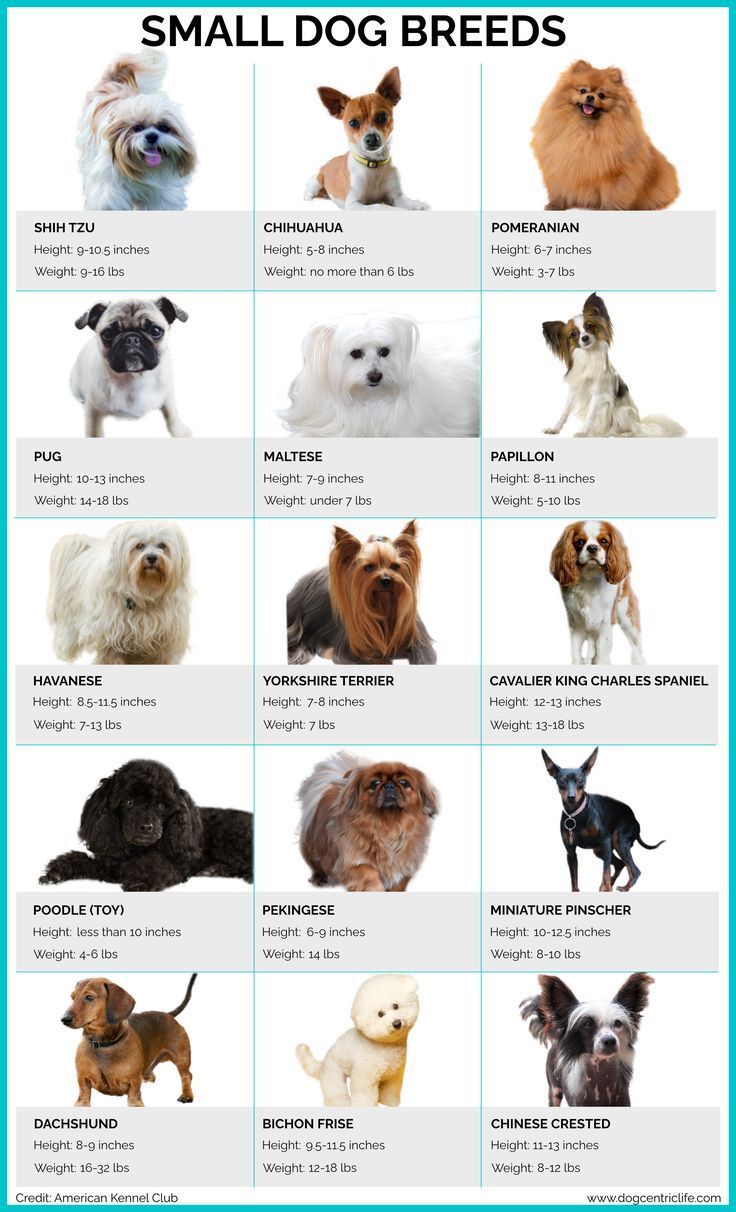 SMALL DOG BREEDS
SHIH TZU
Height: 9-10.5 inches
Weight: 9-16 lbs
CHIHUAHUA
Height: 5-8 inches
Weight: no more than 6 lbs
POMERANIAN
Height: 6-7 inches
Weight: 3-7 lbs
PUG
Height: 10-13 inches
Weight: 14-18 lbs
MALTESE
Height: 7-9 inches
Weight: under 7 lbs
PAPILLON
Height: 8-11 inches
Weight: 5-10 lbs
HAVANESE
Height: 8.5-11.5 inches
Weight: 7-13 lbs
YORKSHIRE TERRIER
Height: 7-8 inches
Weight: 7 lbs
CAVALIER KING CHARLES SPANIEL
Height: 12-13 inches
Weight: 13-18 lbs
POODLE (TOY)
Height: less than 10 inches
Weight: 4-6 lbs
PEKINGESE
Height: 6-9 inches
Weight: 14 lbs
MINIATURE PINSCHER
Height: 10-12.5 inches
Weight: 8-10 lbs
DACHSHUND
Height: 8-9 inches
Weight: 16-32 lbs
BICHON FRISE
Height: 9.5-11.5 inches
Weight: 12-18 lbs
CHINESE CRESTED
Height: 11-13 inches
Weight: 8-12 lbs
Credit: American Kennel Club
www.dogcentriclife.com